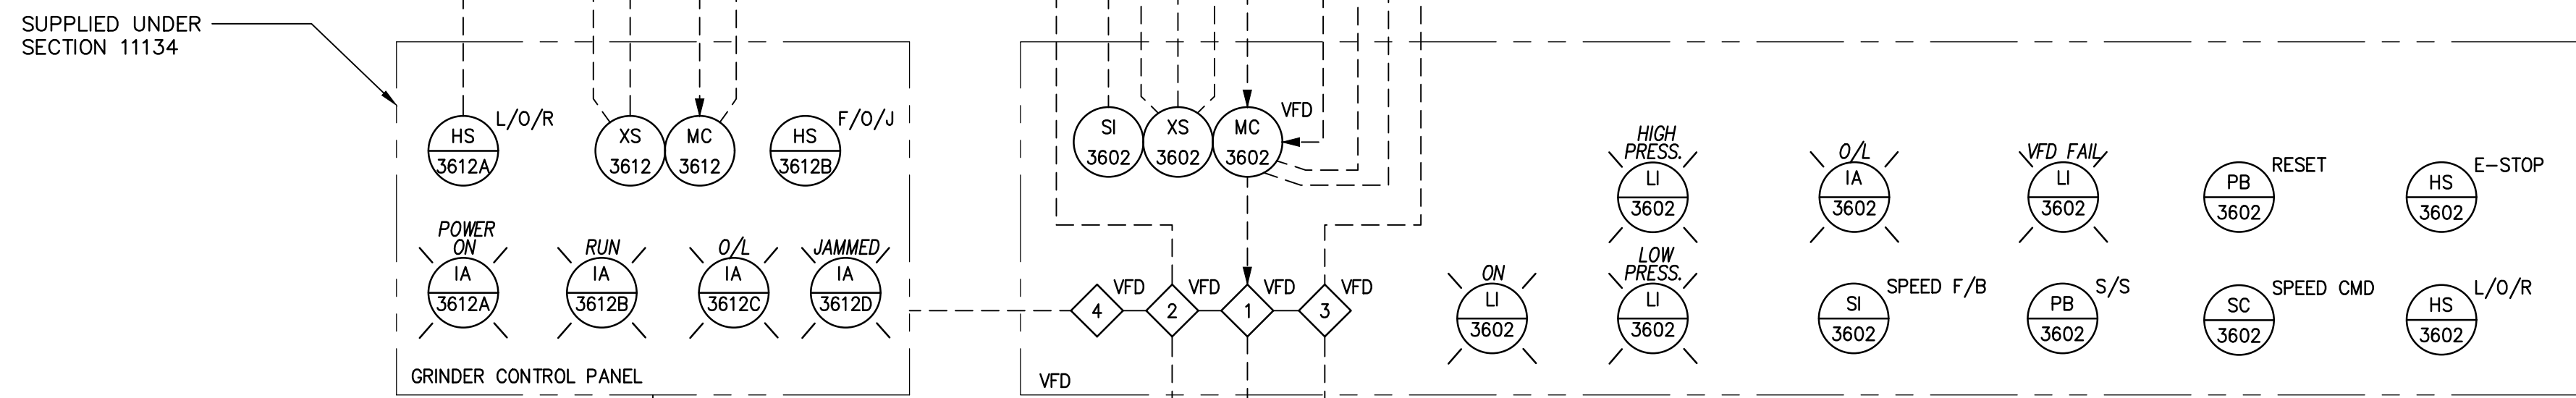 SUPPLIED UNDER
SECTION 11134
HS
3612A
L/O/R
XS
3612
MC
3612
HS
3612B
F/O/J
POWER
ON
IA
3612A
RUN
IA
3612B
O/L
IA
3612C
JAMMED
IA
3612D
GRINDER CONTROL PANEL
SI
3602
XS
3602
MC
3602
VFD
4
VFD
2
VFD
1
VFD
3
VFD
VFD
HIGH
PRESS.
LI
3602
O/L
IA
3602
VFD FAIL
LI
3602
PB
3602
RESET
HS
3602
E-STOP
ON
LI
3602
LOW
PRESS.
LI
3602
SI
3602
SPEED F/B
PB
3602
S/S
SC
3602
SPEED CMD
HS
3602
L/O/R